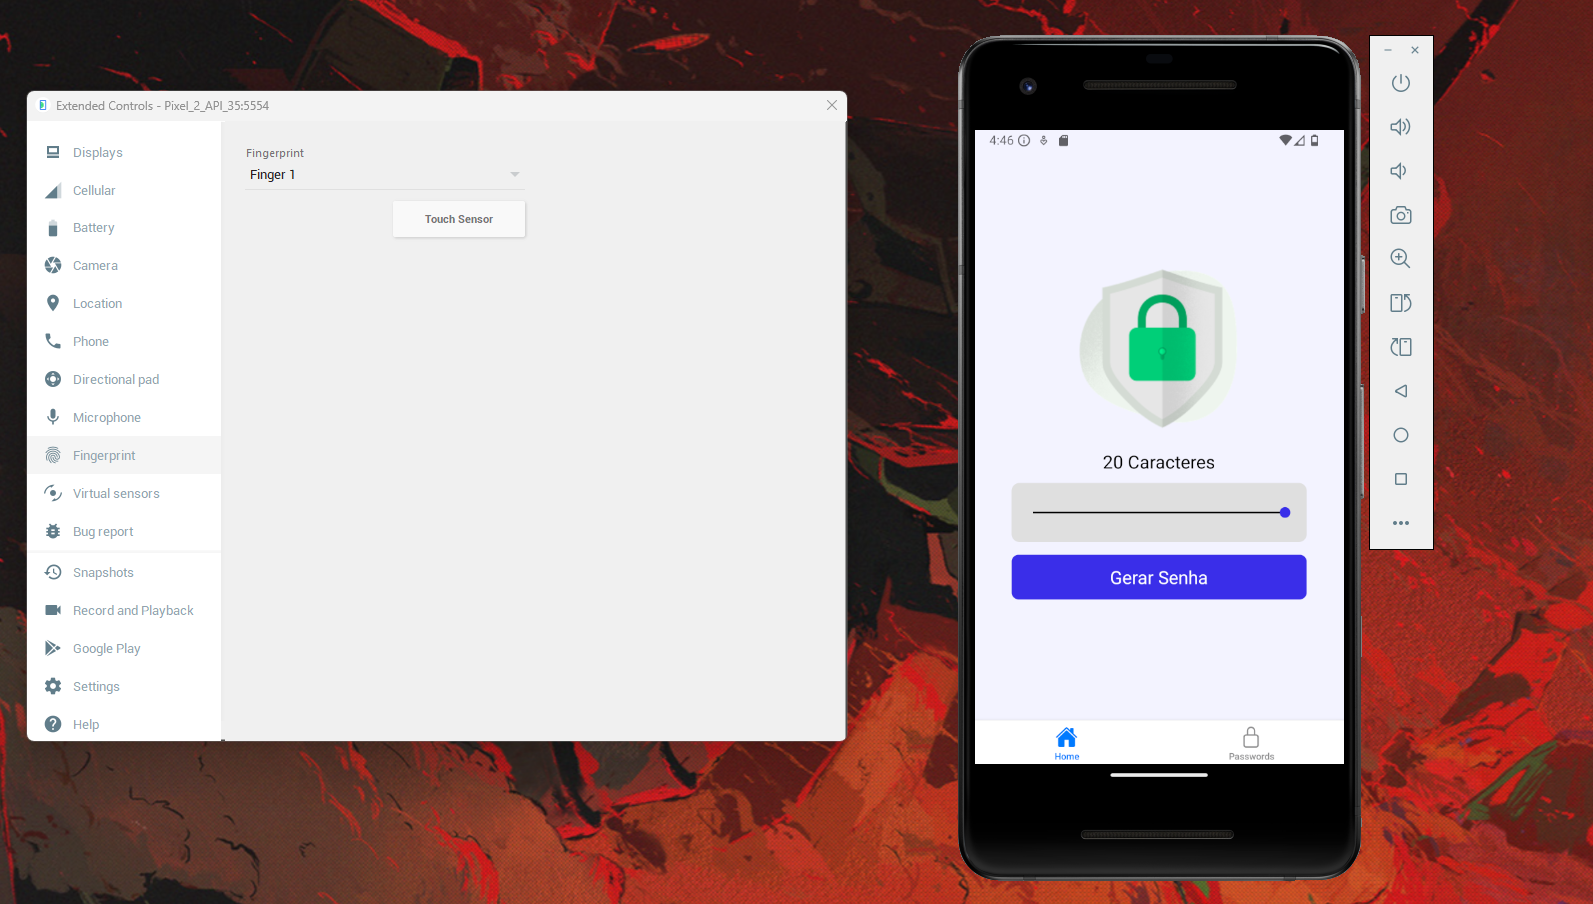 Extended Controls - Pixel_2_API_35:5554
Displays
Cellular
Battery
Camera
Location
Phone
Directional pad
Microphone
Fingerprint
Virtual sensors
Bug report
Snapshots
Record and Playback
Google Play
Settings
Help
Fingerprint
Finger 1
Touch Sensor
4:46
20 Caracteres
Gerar Senha
Home
Passwords